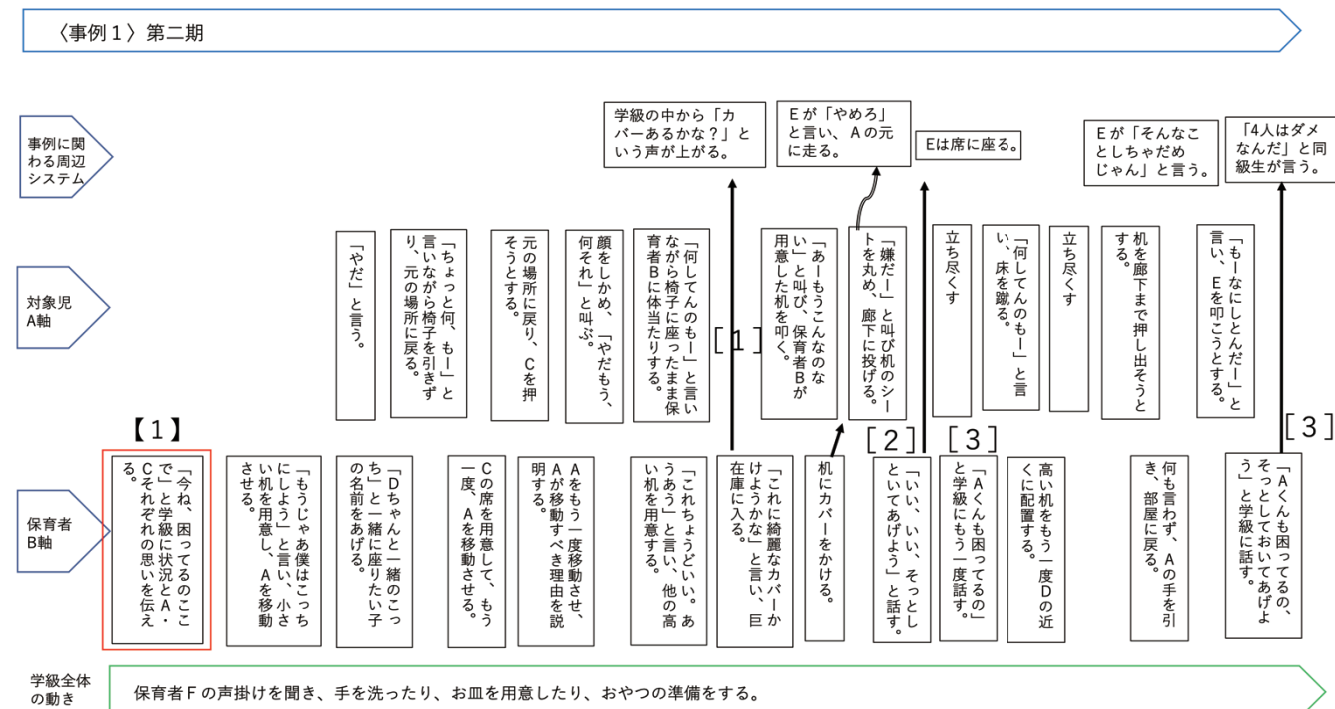 〈事例１〉第二期
事例に関
わる周辺
システム
学級の中から「カ
バーあるかな？」と
いう声が上がる。
Ｅが「やめろ」
と言い、Ａの元
に走る。
Eは席に座る。
Ｅが「そんなこ
としちゃだめ
じゃん」と言う。
「4人はダメ
なんだ」と同
級生が言う。
対象児
A軸
「やだ」と言う。
「ちょっと何、もー」と
言いながら椅子を引きず
り、元の場所に戻る。
元の場所に戻り、Ｃを押
そうとする。
顔をしかめ、「やだもう、
何それ」と叫ぶ。
「何してんのもー」と言い
ながら椅子に座ったまま保
育者Ｂに体当たりする。
[１]
「あーもうこんなのな
い」と叫び、保育者Ｂが
用意した机を叩く。
「嫌だー」と叫び机のシー
トを丸め、廊下に投げる。
立ち尽くす
「何してんのもー」と言
い、床を蹴る。
立ち尽くす
机を廊下まで押し出そうと
する。
「もーなにしとんだー」と
言い、Ｅを叩こうとする。
保育者
B軸
【１】
「今ね、困ってるのここ
で」と学級に状況とＡ・
Ｃそれぞれの思いを伝え
る。
「もうじゃあ僕はこっち
にしよう」と言い、小さ
い机を用意し、Ａを移動
させる。
「Ｄちゃんと一緒のこっ
ち」と一緒に座りたい子
の名前をあげる。
Ｃの席を用意して、もう
一度、Ａを移動させる。
Ａをもう一度移動させ、
Ａが移動すべき理由を説
明する。
「これちょうどいい。あ
うあう」と言い、他の高
い机を用意する。
「これに綺麗なカバーか
けようかな」と言い、巨
在庫に入る。
机にカバーをかける。
[２]
「いい、いい、そっとし
といてあげよう」と話す。
[３]
「Ａくんも困ってるの」
と学級にもう一度話す。
高い机をもう一度Ｄの近
くに配置する。
何も言わず、Ａの手を引
き、部屋に戻る。
[３]
「Ａくんも困ってるの、
そっとしておいてあげよ
う」と学級に話す。
学級全体
の動き
保育者Ｆの声掛けを聞き、手を洗ったり、お皿を用意したり、おやつの準備をする。